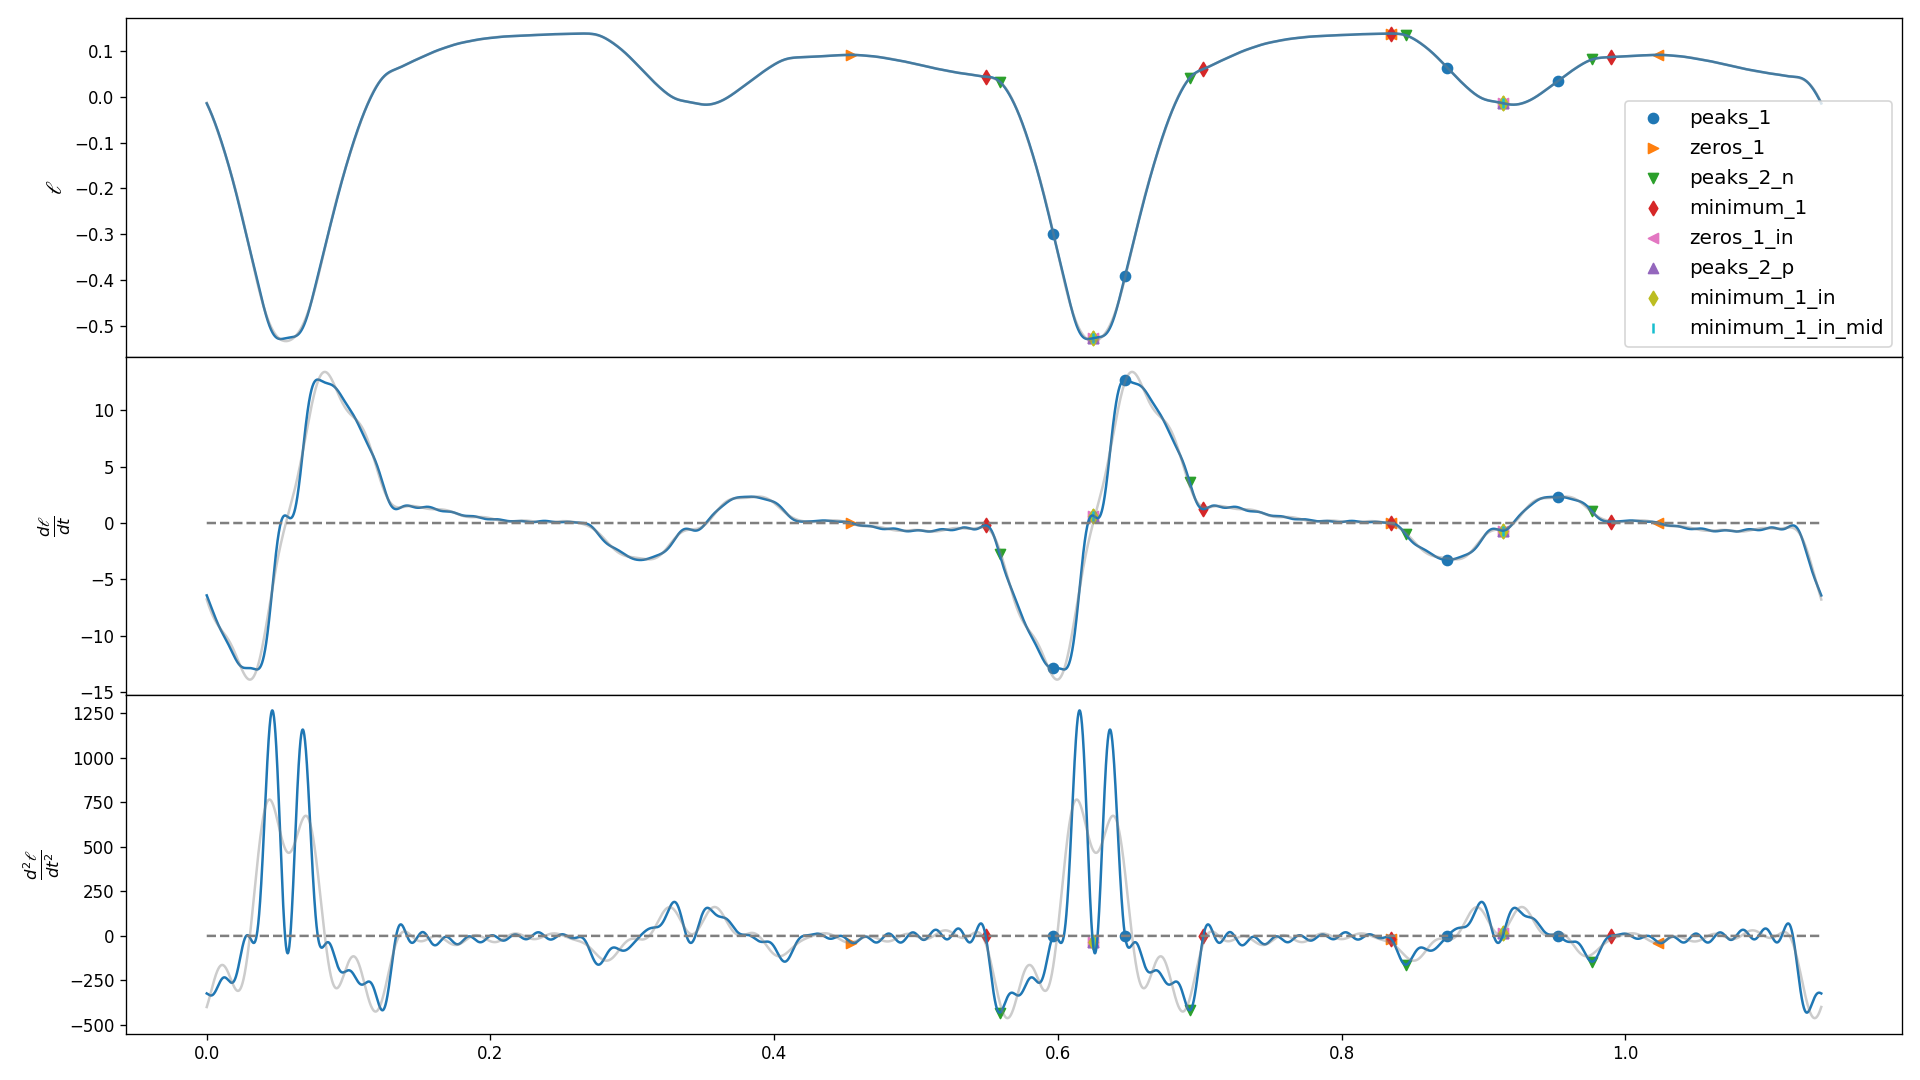 0.1
0.0
−0.1
−0.2
−0.3
−0.4
−0.5
ℓ
peaks_1
zeros_1
peaks_2_n
minimum_1
zeros_1_in
peaks_2_p
minimum_1_in
minimum_1_in_mid
10
5
0
−5
−10
−15
dℓ
dt
1250
1000
750
500
250
0
−250
−500
d²ℓ
dt²
0.0 0.2 0.4 0.6 0.8 1.0